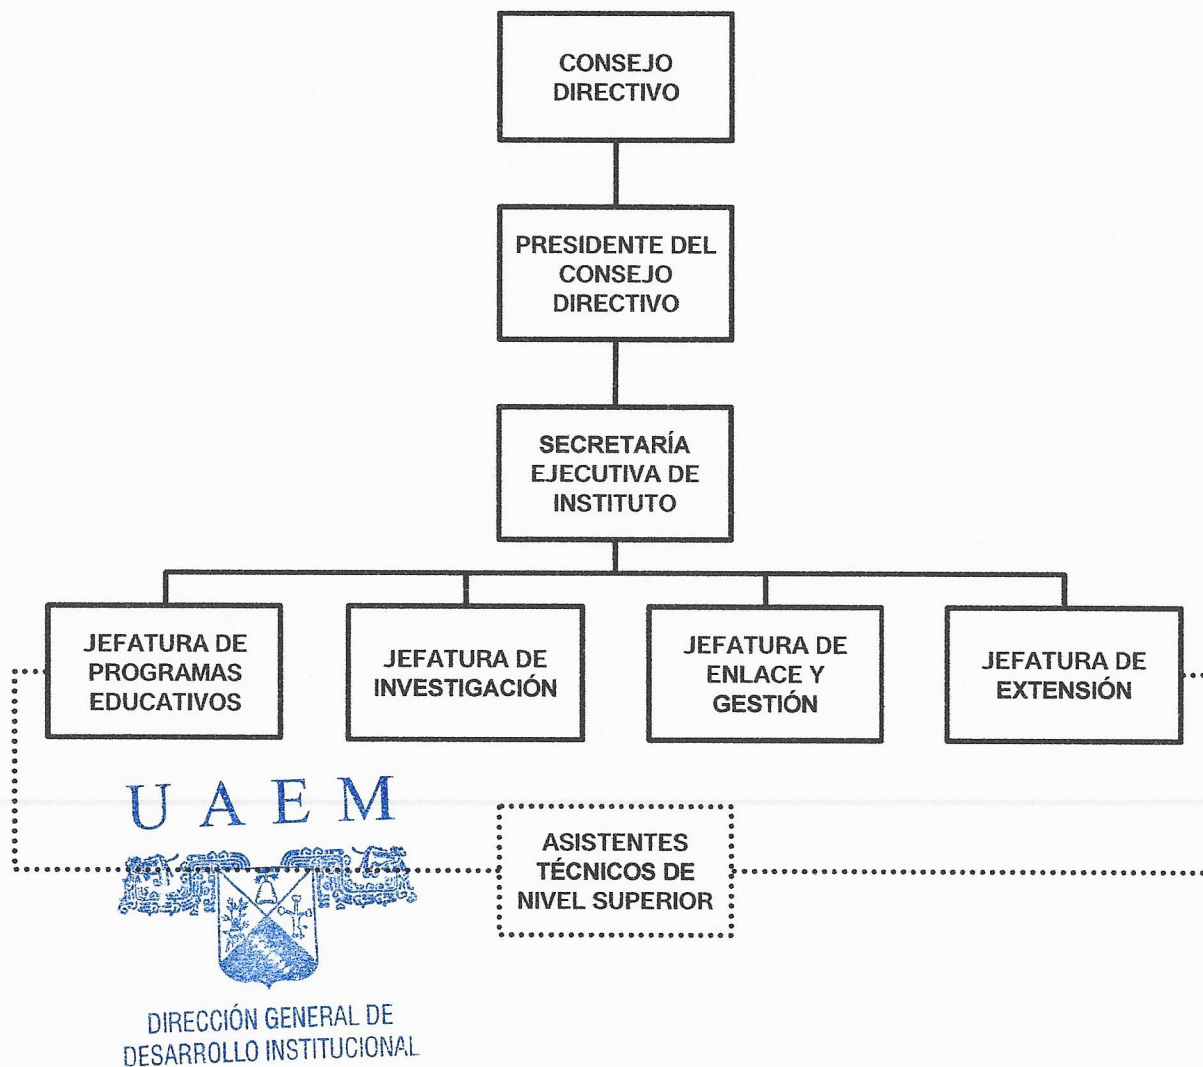 CONSEJO
DIRECTIVO
PRESIDENTE DEL
CONSEJO
DIRECTIVO
SECRETARÍA
EJECUTIVA DE
INSTITUTO
JEFATURA DE
PROGRAMAS
EDUCATIVOS
JEFATURA DE
INVESTIGACIÓN
JEFATURA DE
ENLACE Y
GESTIÓN
JEFATURA DE
EXTENSIÓN
UAEM
ASISTENTES
TÉCNICOS DE
NIVEL SUPERIOR
DIRECCIÓN GENERAL DE
DESARROLLO INSTITUCIONAL